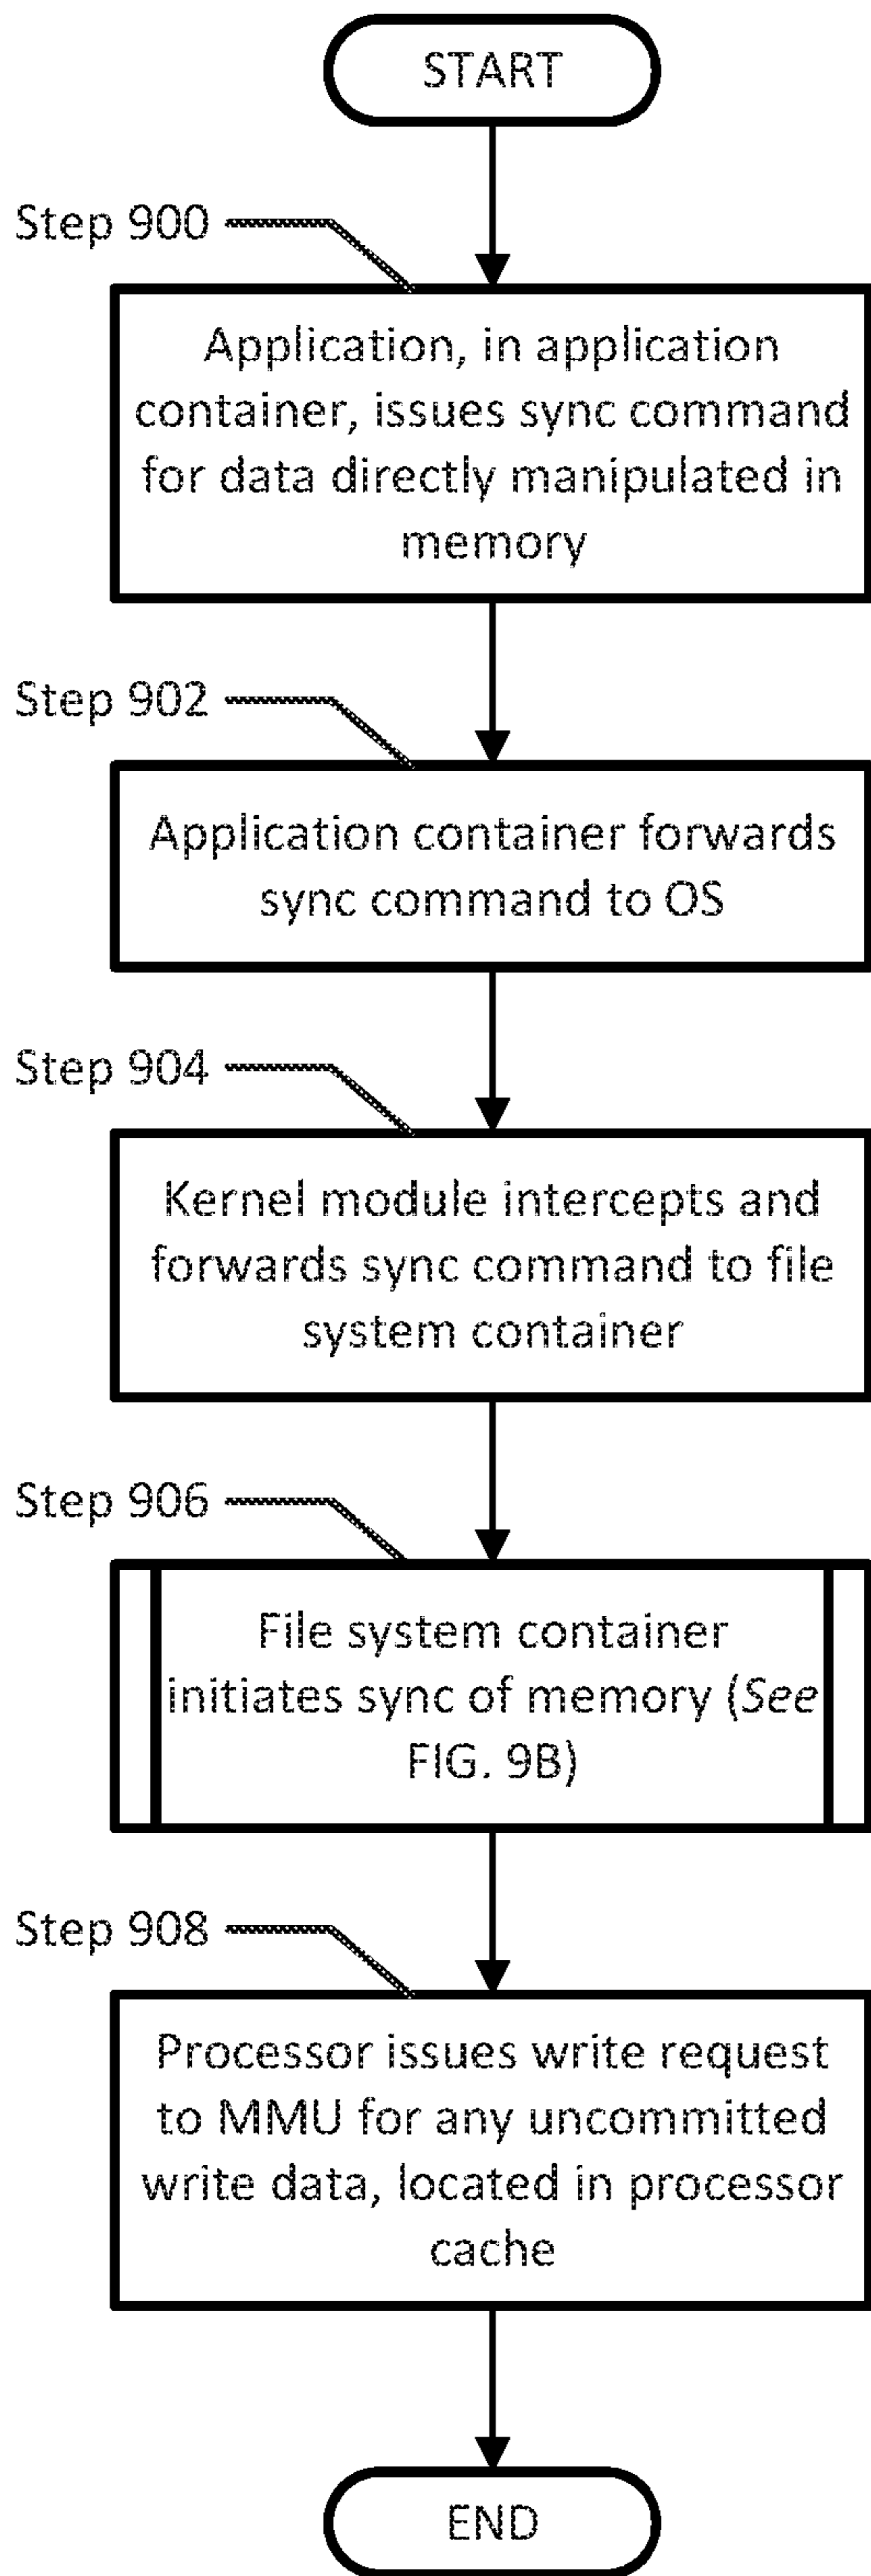 START
Step 900
Application, in application
container, issues sync command
for data directly manipulated in
memory
Step 902
Application container forwards
sync command to OS
Step 904
Kernel module intercepts and
forwards sync command to file
system container
Step 906
File system container
initiates sync of memory (See
FIG. 9B)
Step 908
Processor issues write request
to MMU for any uncommitted
write data, located in processor
cache
END